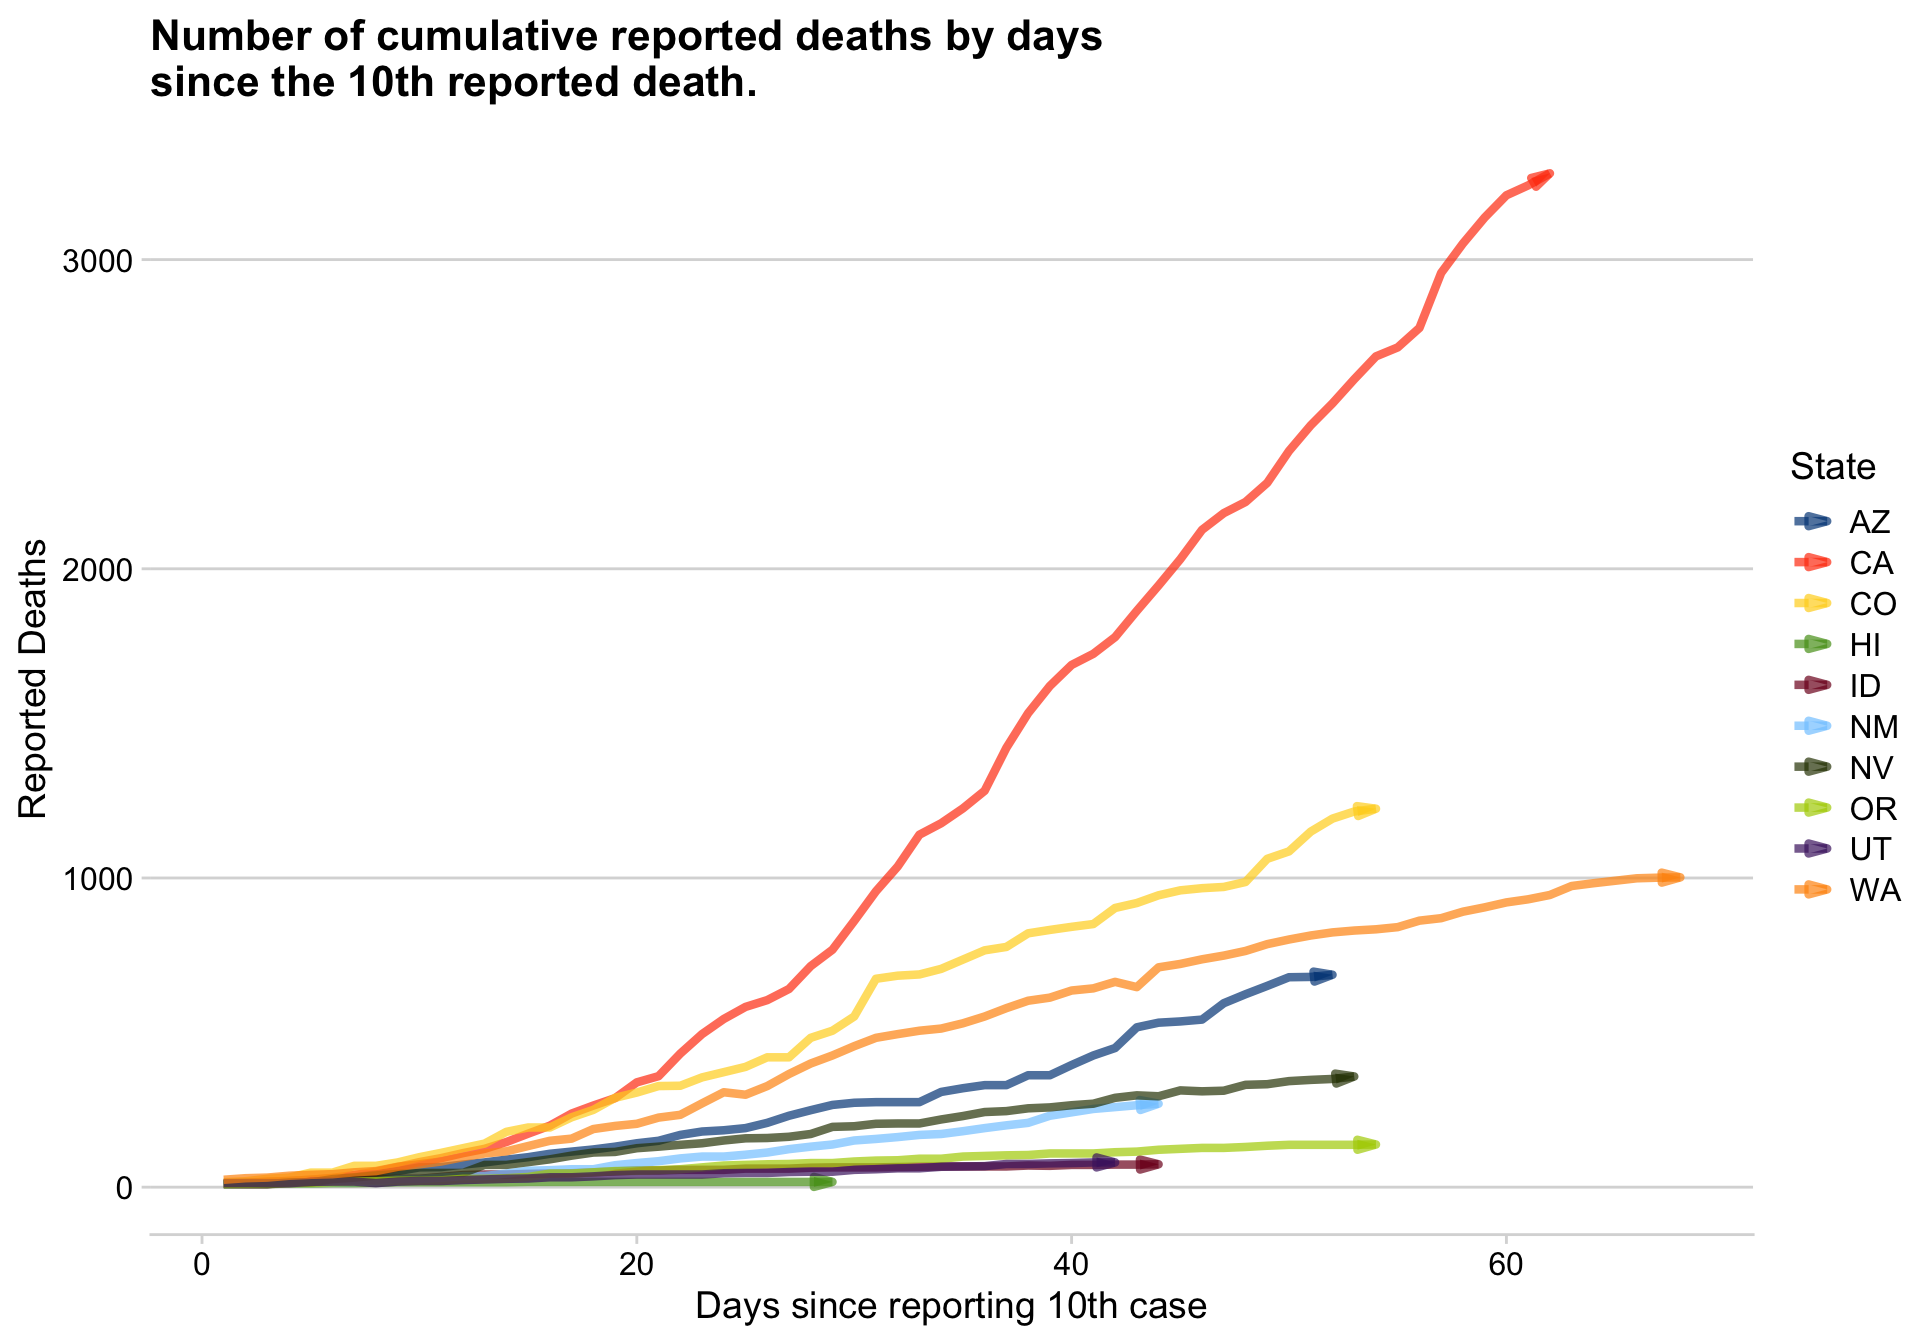 Number of cumulative reported deaths by days
since the 10th reported death.
Reported Deaths
3000
2000
1000
0
0 20 40 60
Days since reporting 10th case
State
AZ
CA
CO
HI
ID
NM
NV
OR
UT
WA